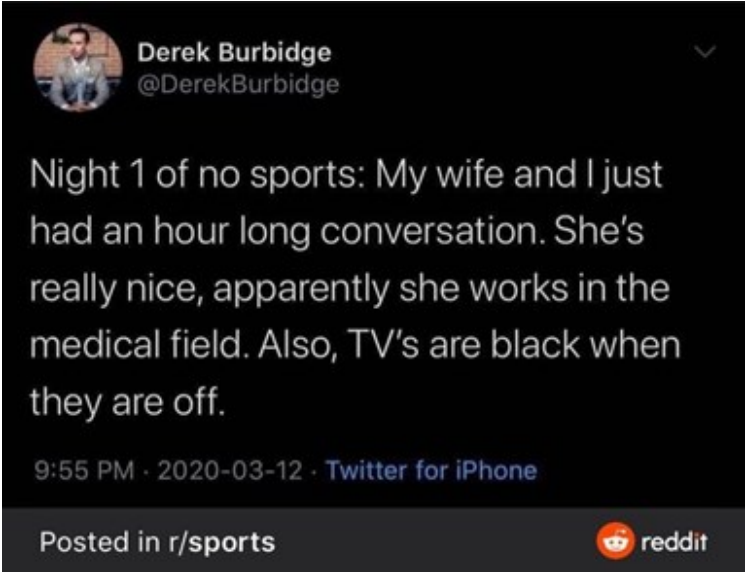 Derek Burbidge
@DerekBurbidge
Night 1 of no sports: My wife and I just
had an hour long conversation. She's
really nice, apparently she works in the
medical field. Also, TV's are black when
they are off.
9:55 PM · 2020-03-12 · Twitter for iPhone
Posted in r/sports reddit